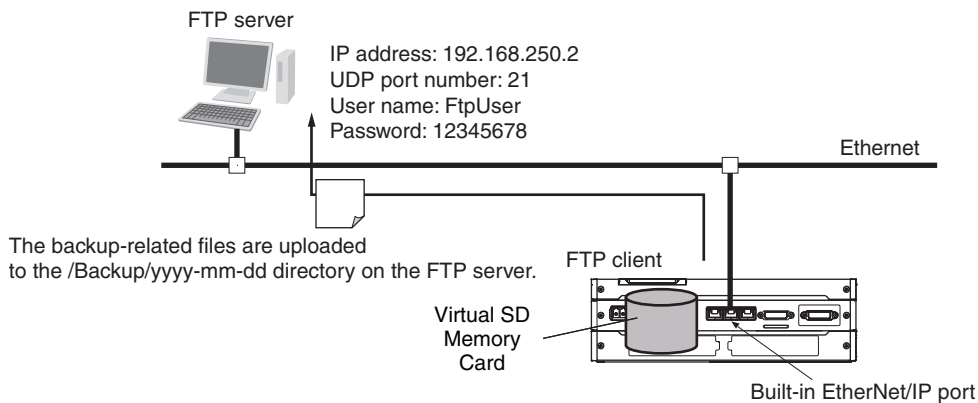 FTP server
IP address: 192.168.250.2
UDP port number: 21
User name: FtpUser
Password: 12345678
Ethernet
The backup-related files are uploaded
to the /Backup/yyyy-mm-dd directory on the FTP server.
FTP client
Virtual SD
Memory
Card
Built-in EtherNet/IP port